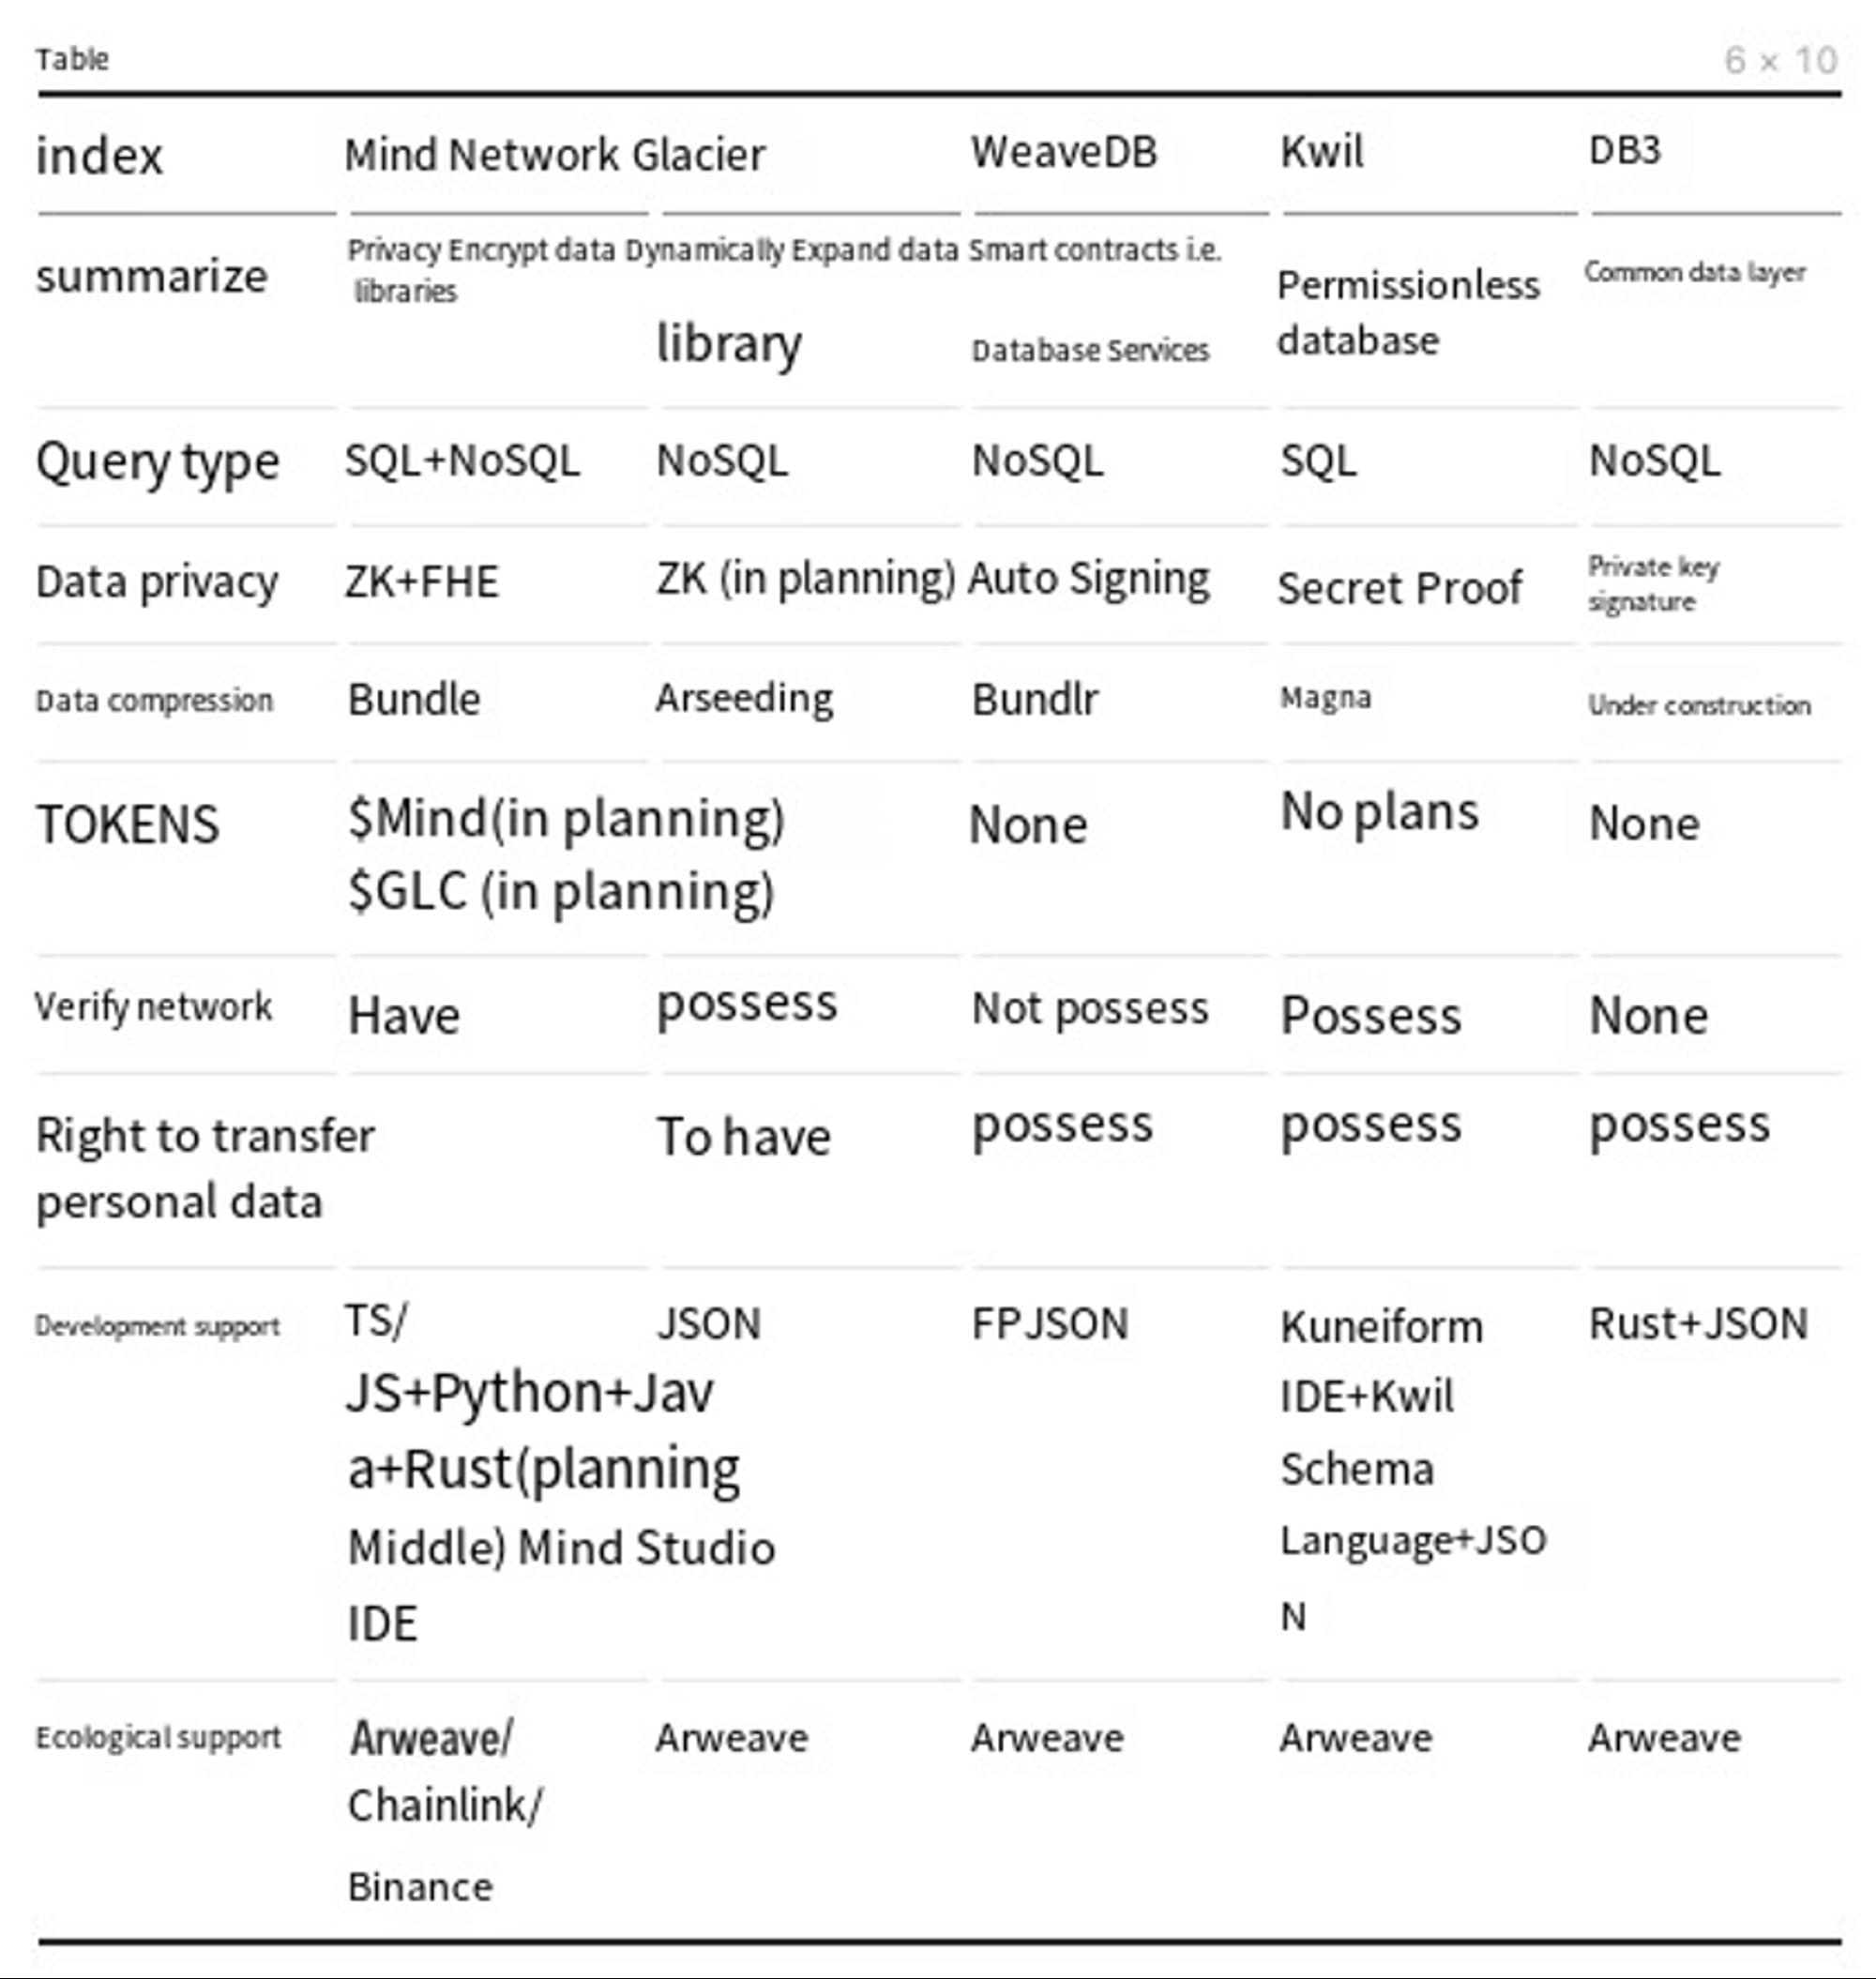 Table 6 × 10
index Mind Network Glacier WeaveDB Kwil DB3
summarize Privacy Encrypt data Dynamically Expand data Smart contracts i.e. Permissionless Common data layer
libraries
library Database Services database
Query type SQL+NoSQL NoSQL NoSQL SQL NoSQL
Data privacy ZK+FHE ZK (in planning) Auto Signing Secret Proof Private key
signature
Data compression Bundle Arseeding Bundlr Magna Under construction
TOKENS $Mind(in planning) None No plans None
$GLC (in planning)
Verify network Have possess Not possess Possess None
Right to transfer To have possess possess possess
personal data
Development support TS/ JSON FPJSON Kuneiform Rust+JSON
JS+Python+Jav IDE+Kwil
a+Rust(planning Schema
Middle) Mind Studio Language+JSO
IDE N
Ecological support Arweave/ Arweave Arweave Arweave Arweave
Chainlink/
Binance